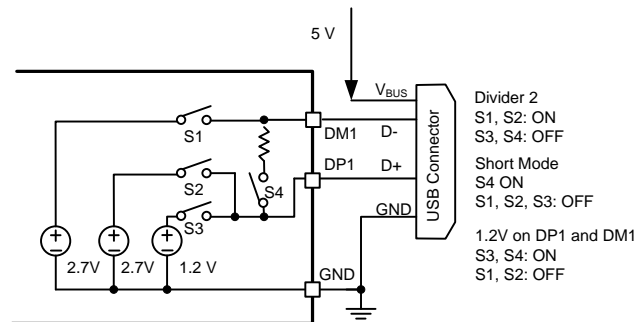 5 V
VBUS
S1
DM1
D-
S2
DP1
D+
S4
S3
GND
2.7V
2.7V
1.2 V
GND
USB Connector
Divider 2
S1, S2: ON
S3, S4: OFF
Short Mode
S4 ON
S1, S2, S3: OFF
1.2V on DP1 and DM1
S3, S4: ON
S1, S2: OFF